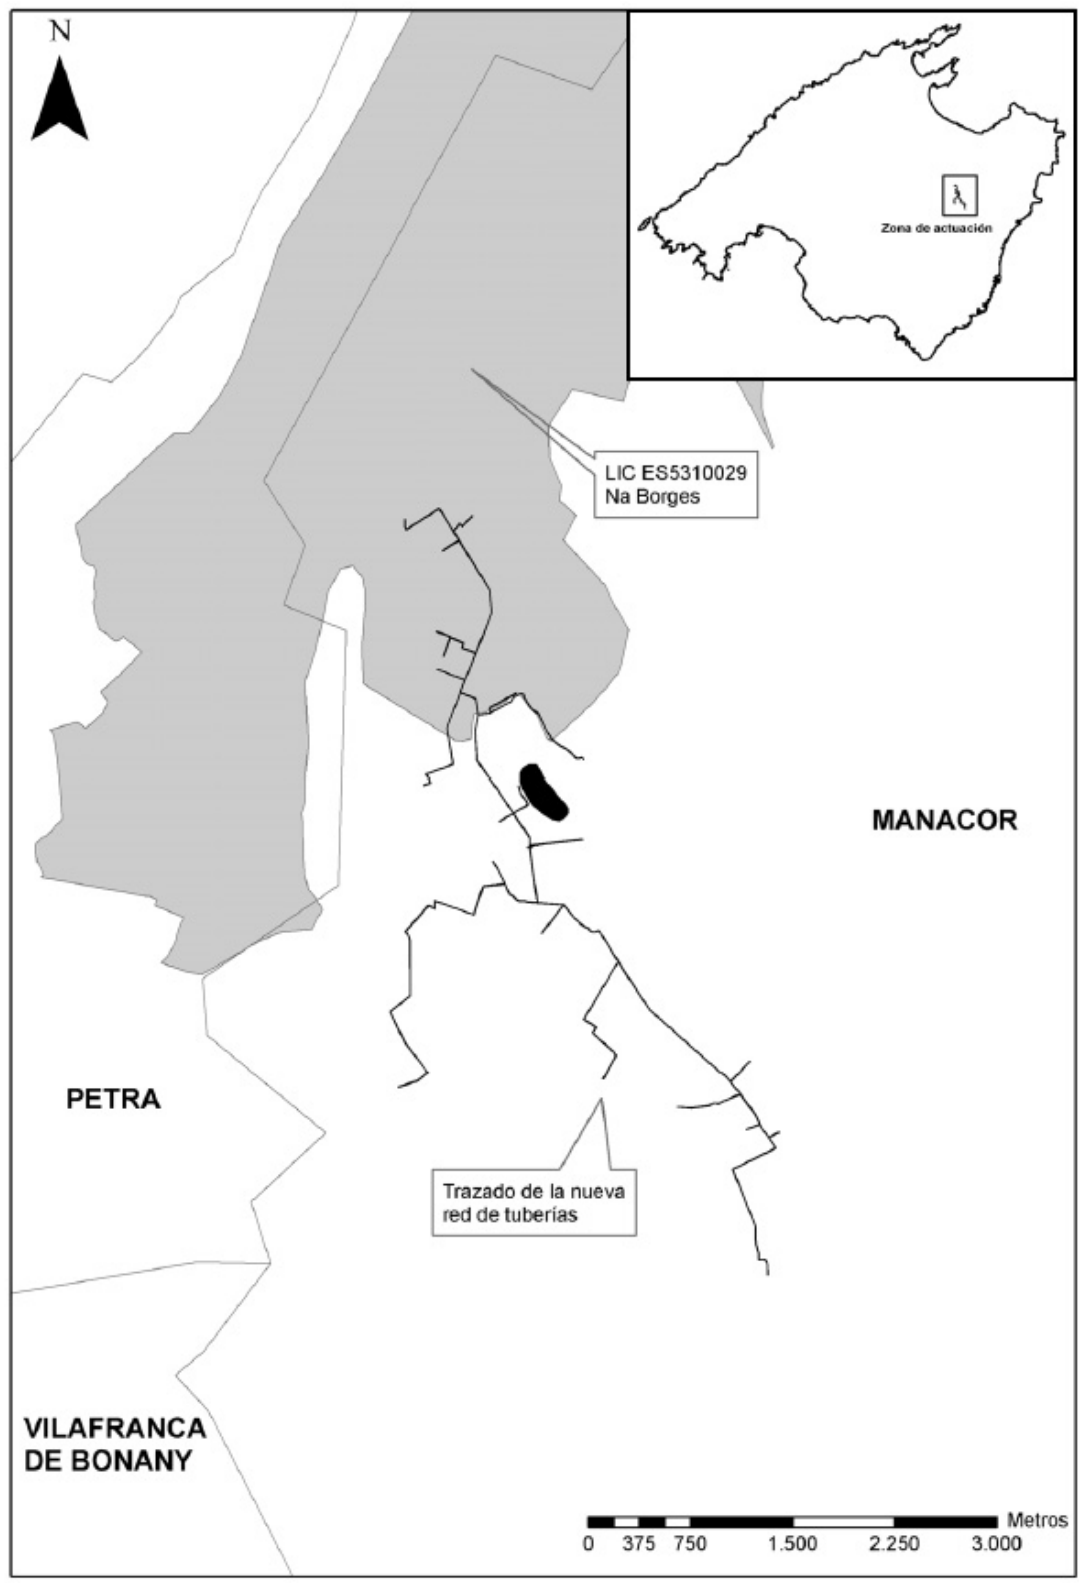 N
Zona de actuación
LIC ES5310029
Na Borges
MANACOR
PETRA
Trazado de la nueva
red de tuberías
VILAFRANCA
DE BONANY
Metros
0 375 750 1.500 2.250 3.000